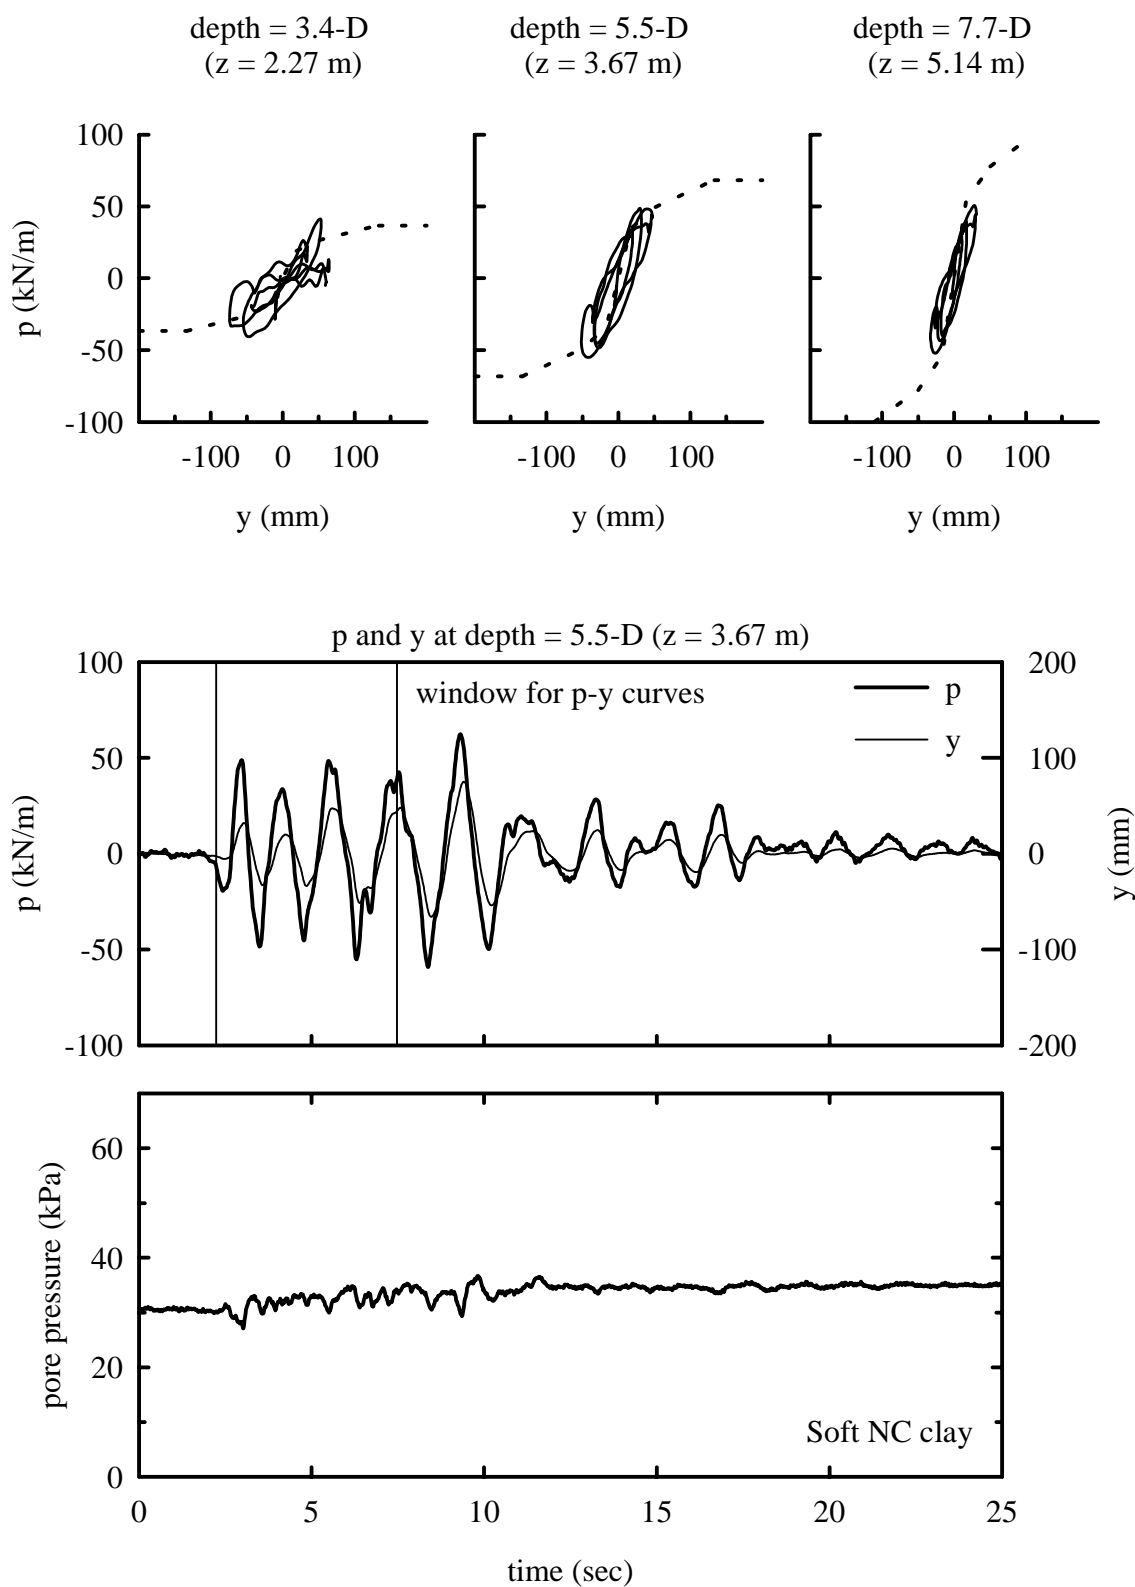 depth = 3.4-D
(z = 2.27 m)
depth = 5.5-D
(z = 3.67 m)
depth = 7.7-D
(z = 5.14 m)
p (kN/m)
100
50
0
-50
-100
-100 0 100
-100 0 100
-100 0 100
y (mm)
y (mm)
y (mm)
p and y at depth = 5.5-D (z = 3.67 m)
window for p-y curves
p
y
p (kN/m)
100
50
0
-50
-100
200
100
0
-100
-200
y (mm)
pore pressure (kPa)
60
40
20
0
Soft NC clay
0 5 10 15 20 25
time (sec)